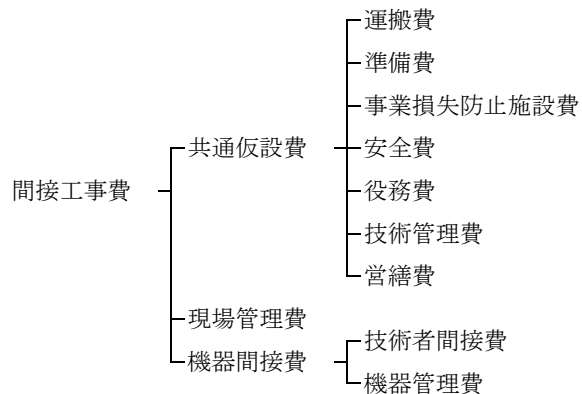 運搬費
準備費
事業損失防止施設費
共通仮設費
安全費
間接工事費
役務費
技術管理費
営繕費
現場管理費
機器間接費
技術者間接費
機器管理費